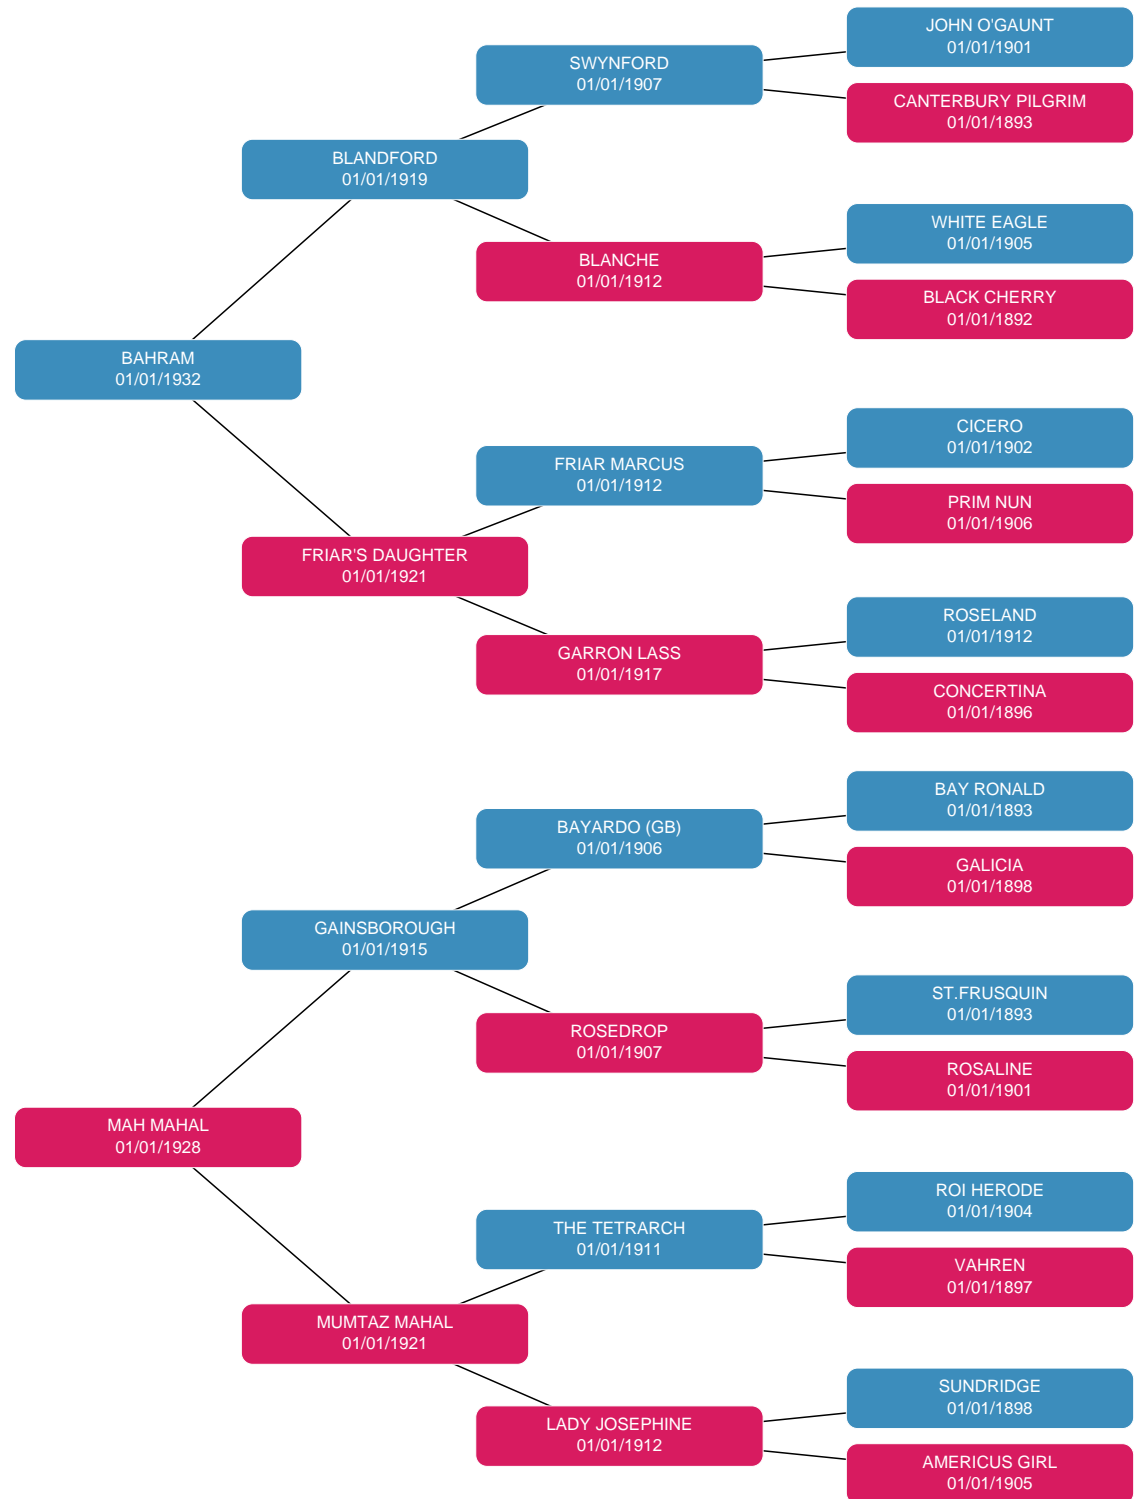 JOHN O'GAUNT
01/01/1901
SWYNFORD
01/01/1907
CANTERBURY PILGRIM
01/01/1893
BLANDFORD
01/01/1919
WHITE EAGLE
01/01/1905
BLANCHE
01/01/1912
BLACK CHERRY
01/01/1892
BAHRAM
01/01/1932
CICERO
01/01/1902
FRIAR MARCUS
01/01/1912
PRIM NUN
01/01/1906
FRIAR'S DAUGHTER
01/01/1921
ROSELAND
01/01/1912
GARRON LASS
01/01/1917
CONCERTINA
01/01/1896
BAY RONALD
01/01/1893
BAYARDO (GB)
01/01/1906
GALICIA
01/01/1898
GAINSBOROUGH
01/01/1915
ST.FRUSQUIN
01/01/1893
ROSEDROP
01/01/1907
ROSALINE
01/01/1901
MAH MAHAL
01/01/1928
ROI HERODE
01/01/1904
THE TETRARCH
01/01/1911
VAHREN
01/01/1897
MUMTAZ MAHAL
01/01/1921
SUNDRIDGE
01/01/1898
LADY JOSEPHINE
01/01/1912
AMERICUS GIRL
01/01/1905